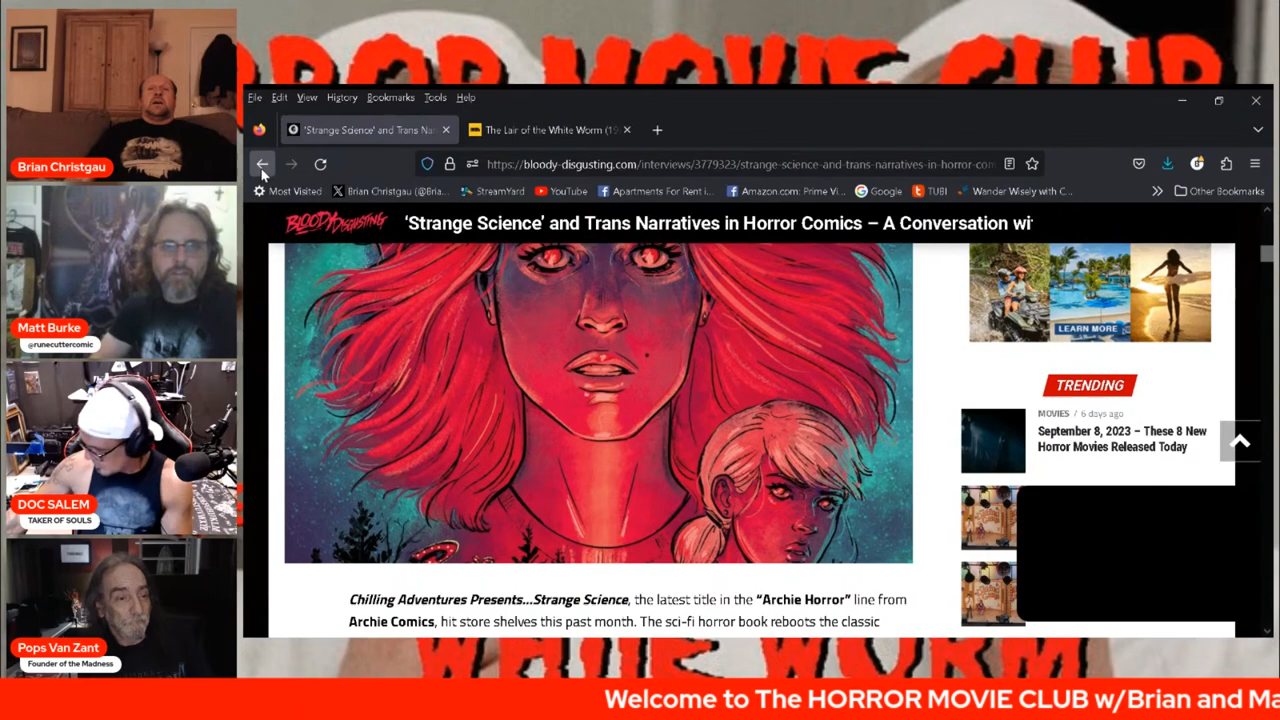 HORROR MOVIE CLUB
Brian Christgau
Matt Burke
@runecuttercomic
DOC SALEM
TAKER OF SOULS
Pops Van Zant
Founder of the Madness
File Edit View History Bookmarks Tools Help
'Strange Science' and Trans Na
The Lair of the White Worm (19
https://bloody-disgusting.com/interviews/3779323/strange-science-and-trans-narratives-in-horror-com
Most Visited Brian Christgau (@Bria... StreamYard YouTube Apartments For Rent i... Amazon.com: Prime Vi... Google TUBI Wander Wisely with C... Other Bookmarks
BLOODY DISGUSTING 'Strange Science' and Trans Narratives in Horror Comics – A Conversation wi
LEARN MORE
TRENDING
MOVIES / 6 days ago
September 8, 2023 – These 8 New
Horror Movies Released Today
Chilling Adventures Presents...Strange Science, the latest title in the “Archie Horror” line from
Archie Comics, hit store shelves this past month. The sci-fi horror book reboots the classic
WHITE WORM
Welcome to The HORROR MOVIE CLUB w/Brian and Ma